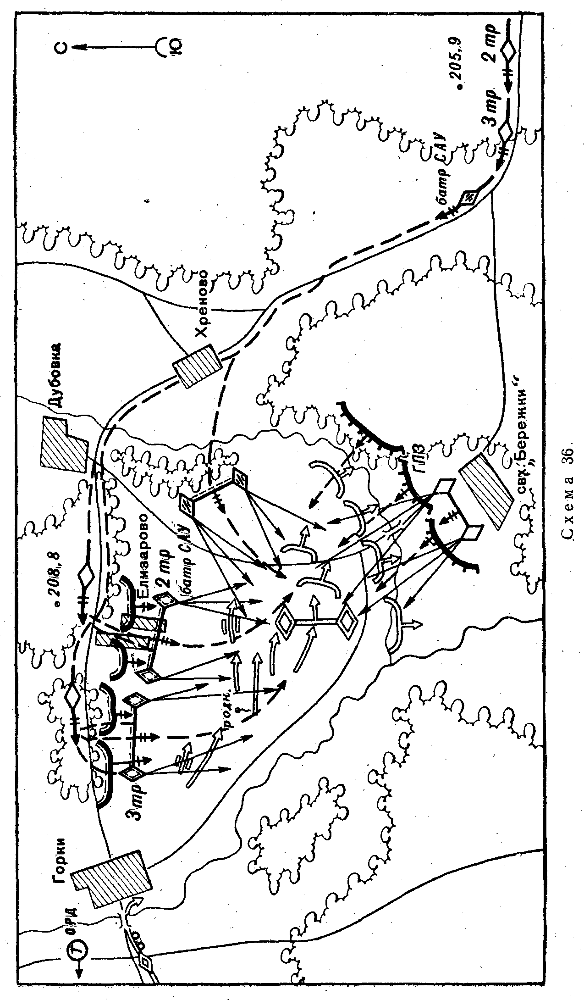 С
Ю
205,9
2 тр
3 тр
батр САУ
Хреново
Дубовка
208,8
Елизарово
2 тр
батр САУ
ГПЗ
свх. „Бережки“
родн.
3 тр
Горки
ОРД
Т
Схема 36.